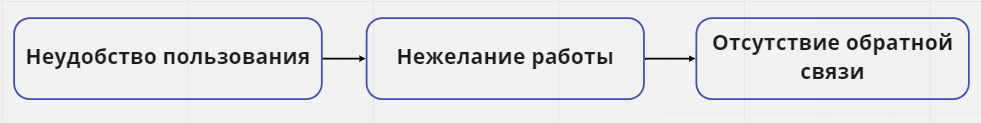 Неудобство пользования
Нежелание работы
Отсутствие обратной
связи